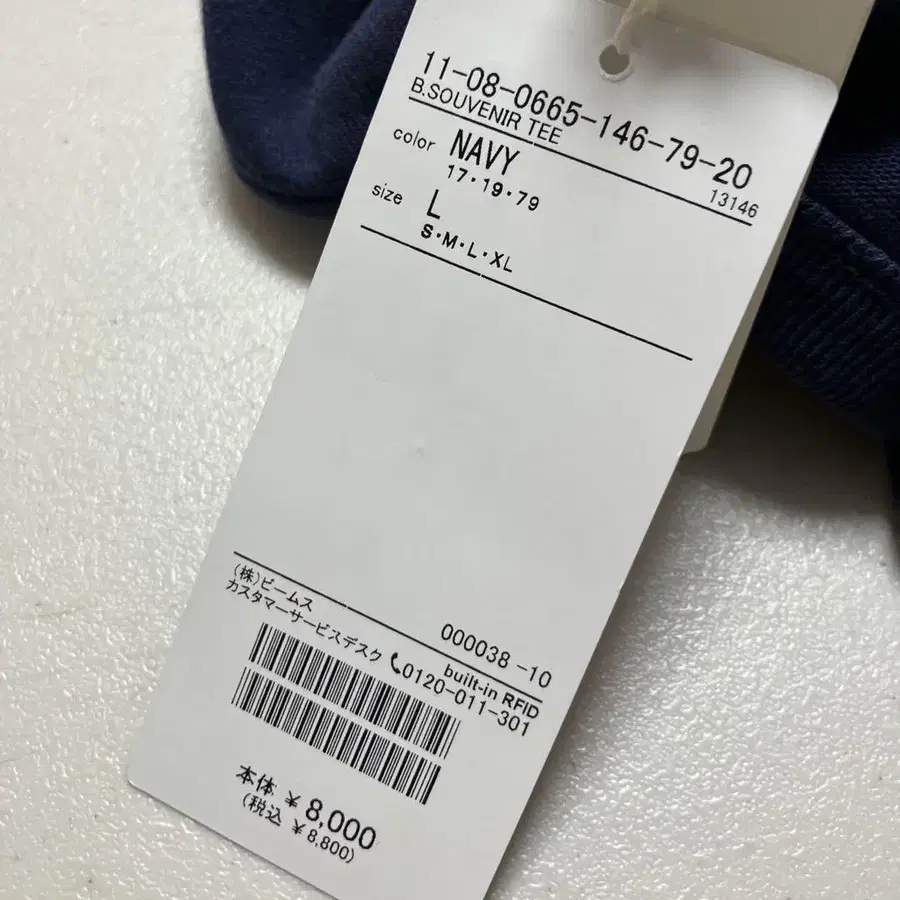 11-08-0665-146-79-20
B.SOUVENIR TEE
13146
color NAVY
17・19・79
size L
S・M・L・XL
(株)ビームス
カスタマーサービスデスク 0120-011-301
000038 -10
built-in RFID
本体 ¥ 8,000
(税込 ¥ 8,800)